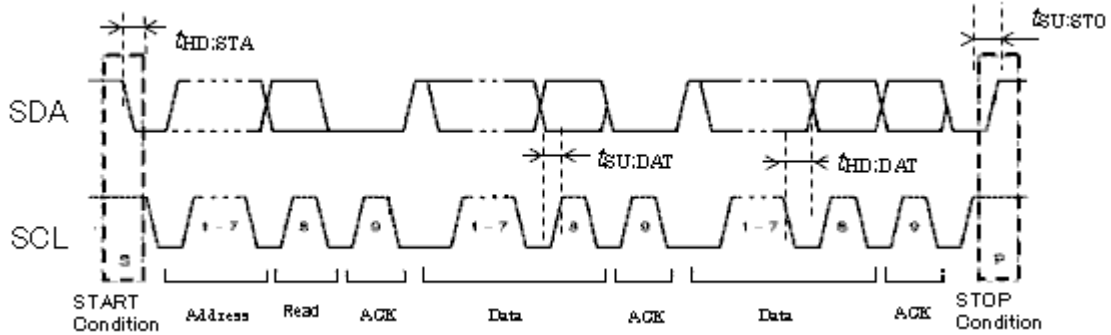 tHD:STA
tSU:STO
SDA
tSU:DAT
tHD:DAT
SCL
S 1-7 8 9 1-7 8 9 1-7 8 9 P
START Condition
Address
Read
ACK
Data
ACK
Data
ACK
STOP Condition